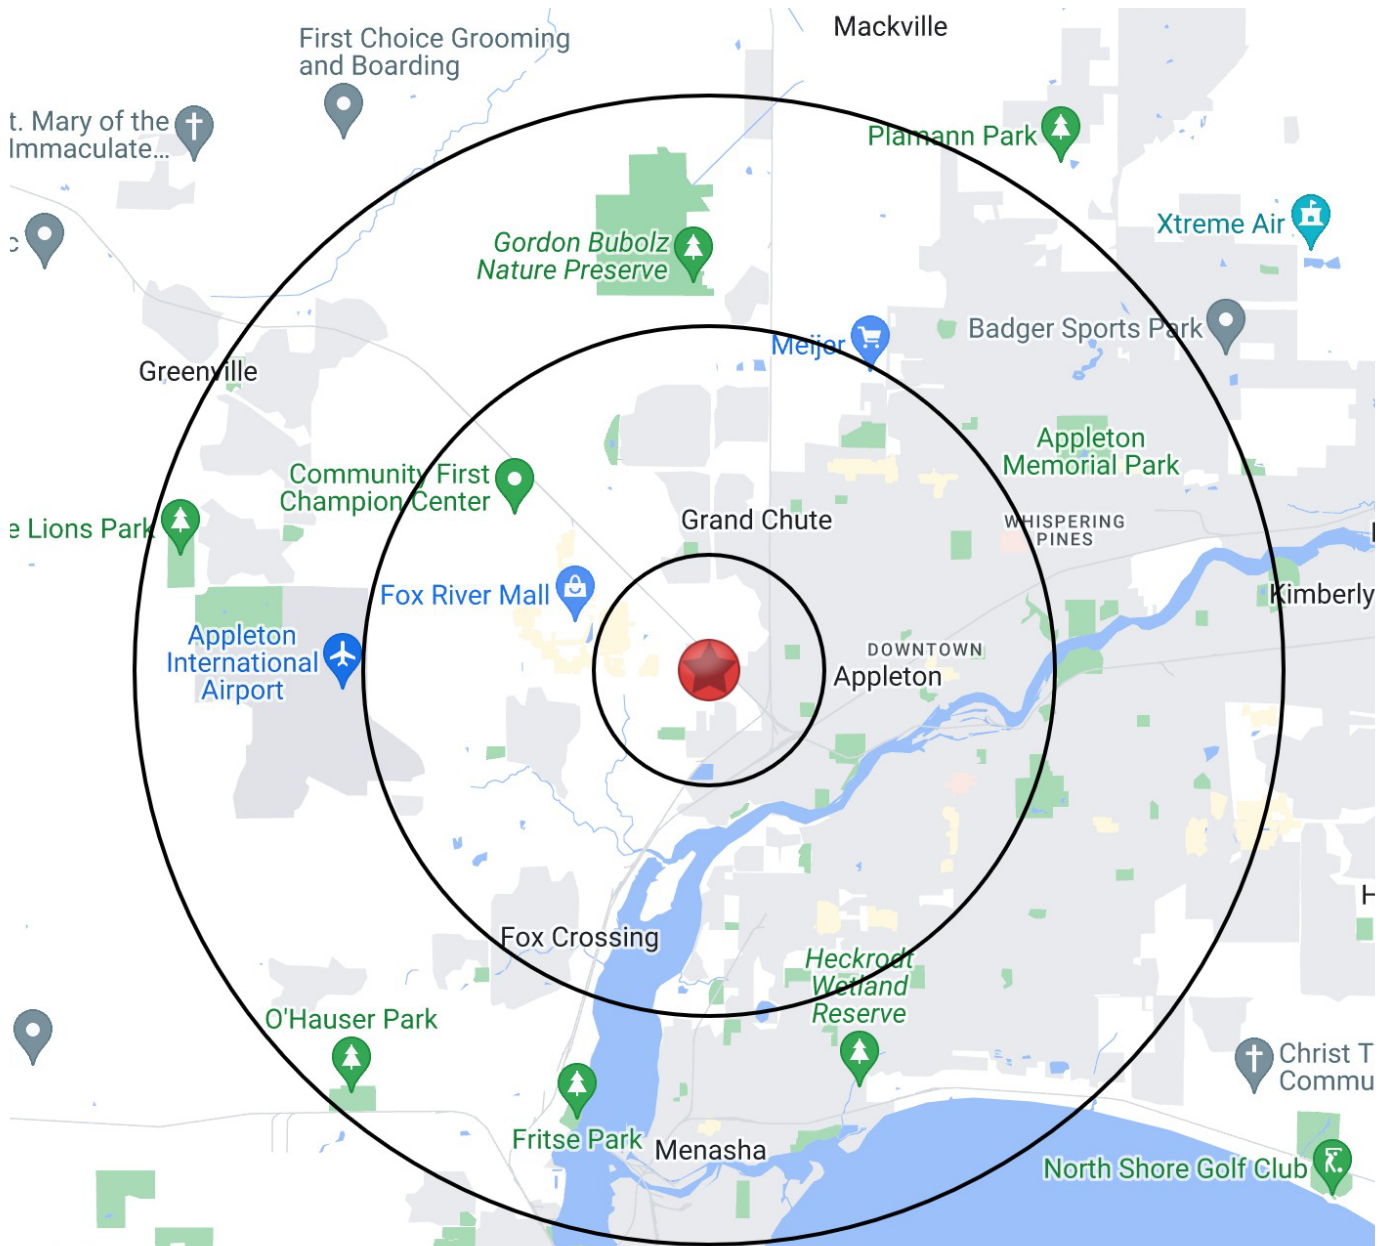 Mackville
First Choice Grooming
and Boarding
t. Mary of the
Immaculate...
Plamann Park
c
Gordon Bubolz
Nature Preserve
Xtreme Air
Meijer
Badger Sports Park
Greenville
Community First
Champion Center
Appleton
Memorial Park
e Lions Park
Grand Chute
WHISPERING
PINES
Fox River Mall
Kimberly
Appleton
International
Airport
DOWNTOWN
Appleton
H
Fox Crossing
Heckrodt
Wetland
Reserve
O'Hauser Park
Christ T
Commu
Fritse Park
Menasha
North Shore Golf Club